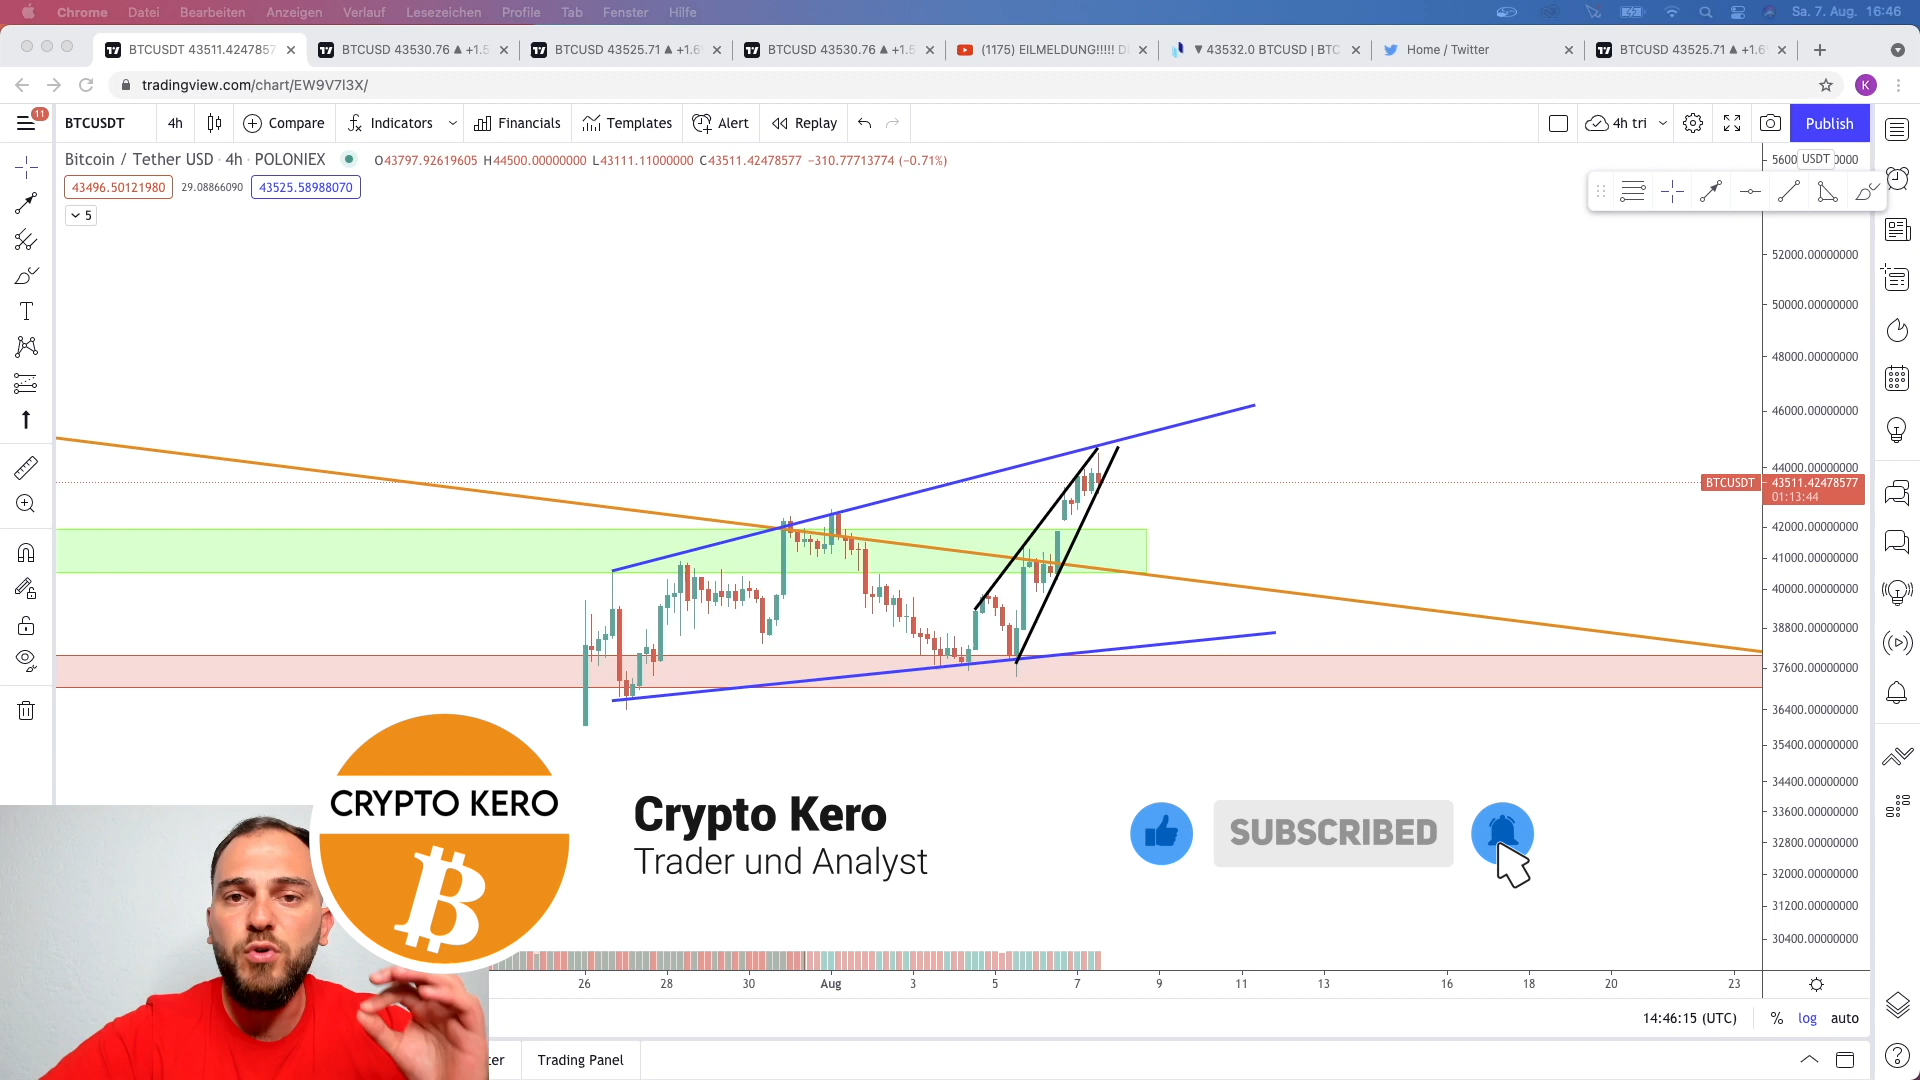 Chrome Datei Bearbeiten Anzeigen Verlauf Lesezeichen Profile Tab Fenster Hilfe Sa. 7. Aug. 16:46
BTCUSDT 43511.4247857 BTCUSD 43530.76 ▲ +1.5 BTCUSD 43525.71 ▲ +1.6 BTCUSD 43530.76 ▲ +1.5 (1175) EILMELDUNG!!!!! D ▼ 43532.0 BTCUSD | BTC Home / Twitter BTCUSD 43525.71 ▲ +1.6
tradingview.com/chart/EW9V7I3X/ K
11 BTCUSDT 4h Compare Indicators Financials Templates Alert Replay 4h tri Publish
Bitcoin / Tether USD · 4h · POLONIEX O43797.92619605 H44500.00000000 L43111.11000000 C43511.42478577 −310.77713774 (−0.71%)
USDT
43496.50121980 29.08866090 43525.58988070
5
52000.00000000
50000.00000000
48000.00000000
46000.00000000
44000.00000000
BTCUSDT 43511.42478577
01:13:44
42000.00000000
41000.00000000
40000.00000000
38800.00000000
37600.00000000
36400.00000000
35400.00000000
34400.00000000
33600.00000000
32800.00000000
32000.00000000
31200.00000000
30400.00000000
CRYPTO KERO
Crypto Kero
Trader und Analyst
SUBSCRIBED
26 28 30 Aug 3 5 7 9 11 13 16 18 20 23
14:46:15 (UTC) % log auto
ter Trading Panel